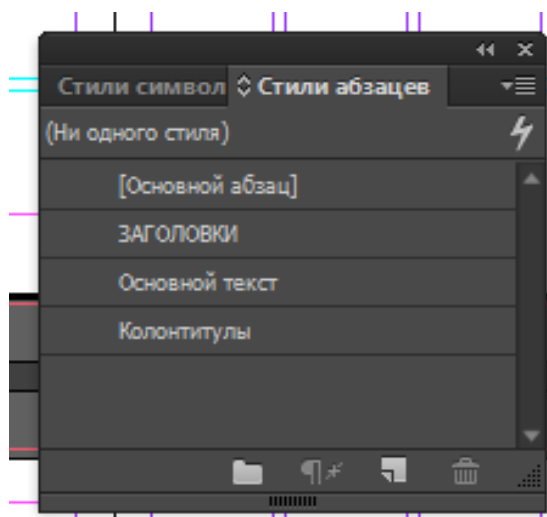 Стили символ Стили абзацев
(Ни одного стиля)
[Основной абзац]
ЗАГОЛОВКИ
Основной текст
Колонтитулы